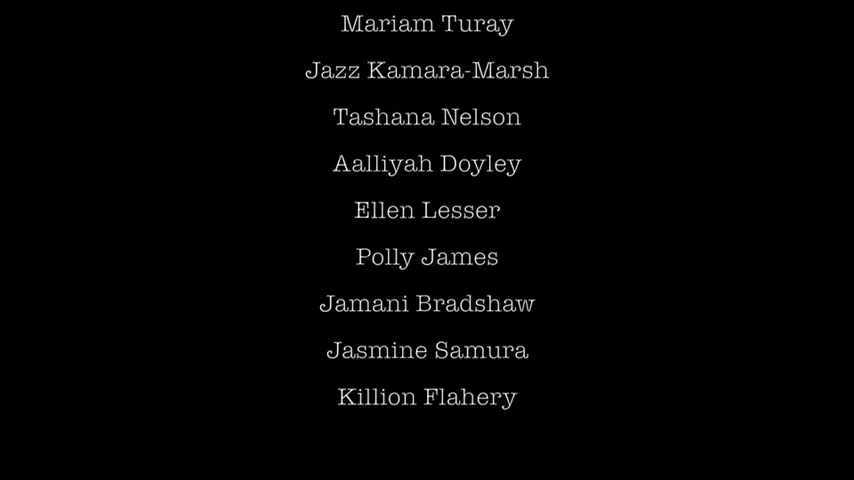 Mariam Turay
Jazz Kamara-Marsh
Tashana Nelson
Aalliyah Doyley
Ellen Lesser
Polly James
Jamani Bradshaw
Jasmine Samura
Killion Flahery